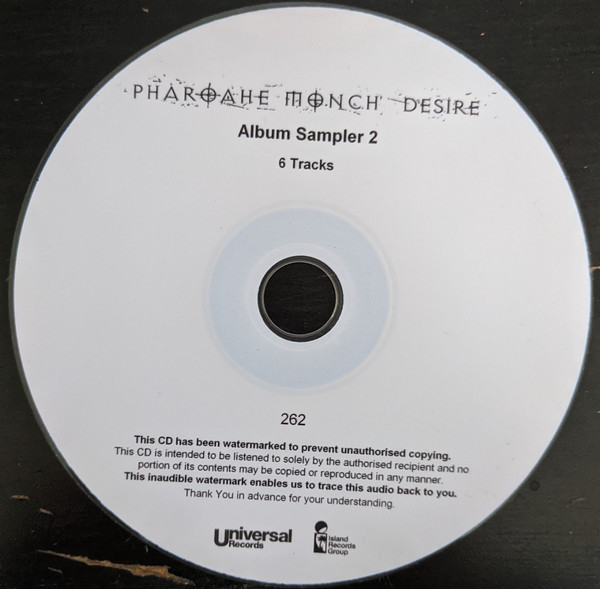 PHAROAHE MONCH DESIRE
Album Sampler 2
6 Tracks
262
This CD has been watermarked to prevent unauthorised copying.
This CD is intended to be listened to solely by the authorised recipient and no
portion of its contents may be copied or reproduced in any manner.
This inaudible watermark enables us to trace this audio back to you.
Thank You in advance for your understanding.
Universal
Records
Island
Records
Group